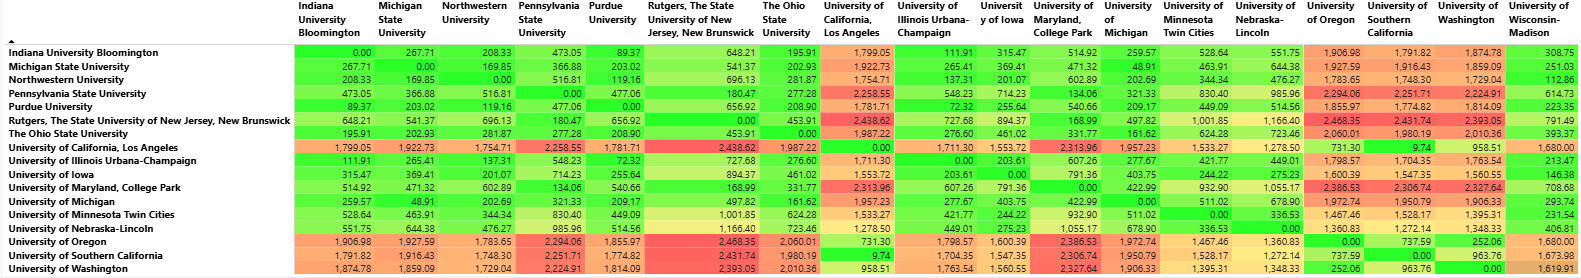 Indiana Michigan Northwestern Pennsylvania Purdue Rutgers, The State The Ohio University of University of Universit University of University University of University of University University of University of University of
University State University State University University of New State California, Illinois Urbana- y of Iowa Maryland, of Minnesota Nebraska- of Oregon Southern Washington Wisconsin-
Bloomington University University Jersey, New Brunswick University Los Angeles Champaign College Park Michigan Twin Cities Lincoln California Madison
Indiana University Bloomington 0.00 267.71 208.33 473.05 89.37 648.21 195.91 1,799.05 111.91 315.47 514.92 259.57 528.64 551.75 1,906.98 1,791.82 1,874.78 308.75
Michigan State University 267.71 0.00 169.85 366.88 203.02 541.37 202.93 1,922.73 265.41 369.41 471.32 48.91 463.91 644.38 1,927.59 1,916.43 1,859.09 251.03
Northwestern University 208.33 169.85 0.00 516.81 119.16 696.13 281.87 1,754.71 137.31 201.07 602.89 202.69 344.34 476.27 1,783.65 1,748.30 1,729.04 112.86
Pennsylvania State University 473.05 366.88 516.81 0.00 477.06 180.47 277.28 2,258.55 548.23 714.23 134.06 321.33 830.40 985.96 2,294.06 2,251.71 2,224.91 614.73
Purdue University 89.37 203.02 119.16 477.06 0.00 656.92 208.90 1,781.71 72.32 255.64 540.66 209.17 449.09 514.56 1,855.97 1,774.82 1,814.09 223.35
Rutgers, The State University of New Jersey, New Brunswick 648.21 541.37 696.13 180.47 656.92 0.00 453.91 2,438.62 727.68 894.37 168.99 497.82 1,001.85 1,166.40 2,468.35 2,431.74 2,393.05 791.49
The Ohio State University 195.91 202.93 281.87 277.28 208.90 453.91 0.00 1,987.22 276.60 461.02 331.77 161.62 624.28 723.46 2,060.01 1,980.19 2,010.36 393.37
University of California, Los Angeles 1,799.05 1,922.73 1,754.71 2,258.55 1,781.71 2,438.62 1,987.22 0.00 1,711.30 1,553.72 2,313.96 1,957.23 1,533.27 1,278.50 731.30 9.74 958.51 1,680.00
University of Illinois Urbana-Champaign 111.91 265.41 137.31 548.23 72.32 727.68 276.60 1,711.30 0.00 203.61 607.26 277.67 421.77 449.01 1,798.57 1,704.35 1,763.54 213.47
University of Iowa 315.47 369.41 201.07 714.23 255.64 894.37 461.02 1,553.72 203.61 0.00 791.36 403.75 244.22 275.23 1,600.39 1,547.35 1,560.55 146.38
University of Maryland, College Park 514.92 471.32 602.89 134.06 540.66 168.99 331.77 2,313.96 607.26 791.36 0.00 422.99 932.90 1,055.17 2,386.53 2,306.74 2,327.64 708.68
University of Michigan 259.57 48.91 202.69 321.33 209.17 497.82 161.62 1,957.23 277.67 403.75 422.99 0.00 511.02 678.90 1,972.74 1,950.79 1,906.33 293.74
University of Minnesota Twin Cities 528.64 463.91 344.34 830.40 449.09 1,001.85 624.28 1,533.27 421.77 244.22 932.90 511.02 0.00 336.53 1,467.46 1,528.17 1,395.31 231.54
University of Nebraska-Lincoln 551.75 644.38 476.27 985.96 514.56 1,166.40 723.46 1,278.50 449.01 275.23 1,055.17 678.90 336.53 0.00 1,360.83 1,272.14 1,348.33 406.81
University of Oregon 1,906.98 1,927.59 1,783.65 2,294.06 1,855.97 2,468.35 2,060.01 731.30 1,798.57 1,600.39 2,386.53 1,972.74 1,467.46 1,360.83 0.00 737.59 252.06 1,680.00
University of Southern California 1,791.82 1,916.43 1,748.30 2,251.71 1,774.82 2,431.74 1,980.19 9.74 1,704.35 1,547.35 2,306.74 1,950.79 1,528.17 1,272.14 737.59 0.00 963.76 1,673.98
University of Washington 1,874.78 1,859.09 1,729.04 2,224.91 1,814.09 2,393.05 2,010.36 958.51 1,763.54 1,560.55 2,327.64 1,906.33 1,395.31 1,348.33 252.06 963.76 0.00 1,619.91